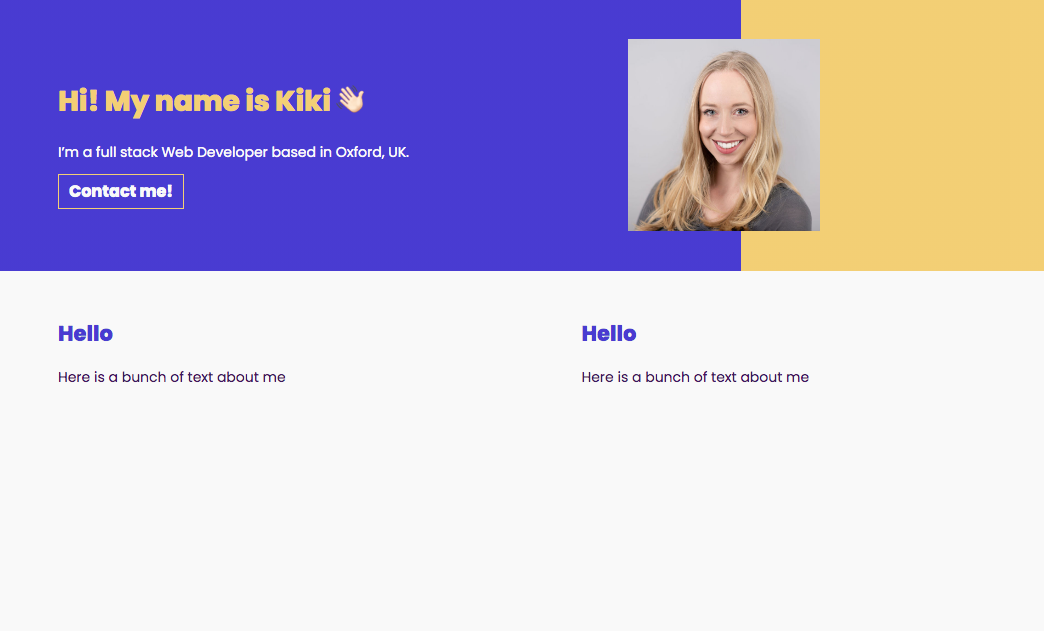 Hi! My name is Kiki 👋🏻
I'm a full stack Web Developer based in Oxford, UK.
Contact me!
Hello
Here is a bunch of text about me
Hello
Here is a bunch of text about me